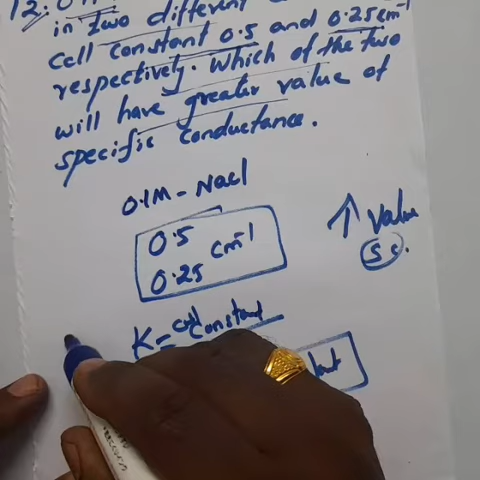 12:
in two different
cell constant 0.5 and 0.25cm⁻¹
respectively. Which of the two
will have greater value of
specific conductance.
0.1M - Nacl
0.5
0.25 cm⁻¹
↑ Value
S.C.
K = cell Constant